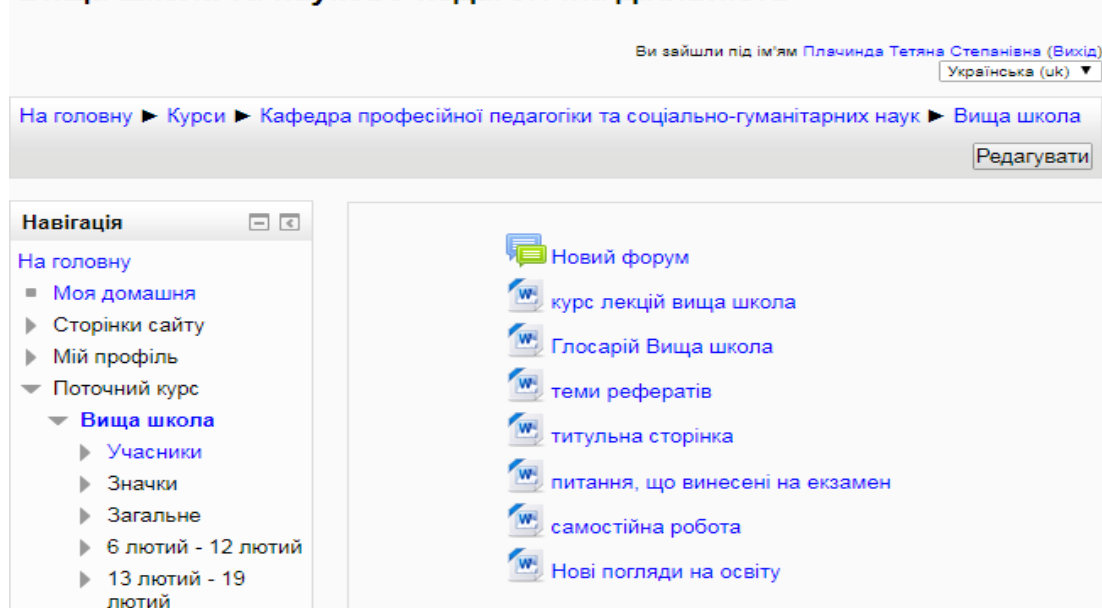 Ви зайшли під ім'ям Плачинда Тетяна Степанівна (Вихід)
Українська (uk) ▼
На головну ► Курси ► Кафедра професійної педагогіки та соціально-гуманітарних наук ► Вища школа
Редагувати
Навігація
На головну
Моя домашня
Сторінки сайту
Мій профіль
Поточний курс
Вища школа
Учасники
Значки
Загальне
6 лютий - 12 лютий
13 лютий - 19
лютий
Новий форум
курс лекцій вища школа
Глосарій Вища школа
теми рефератів
титульна сторінка
питання, що винесені на екзамен
самостійна робота
Нові погляди на освіту